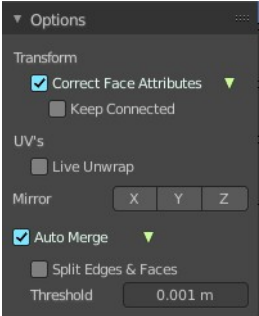 Options
Transform
Correct Face Attributes
Keep Connected
UV's
Live Unwrap
Mirror X Y Z
Auto Merge
Split Edges & Faces
Threshold 0.001 m